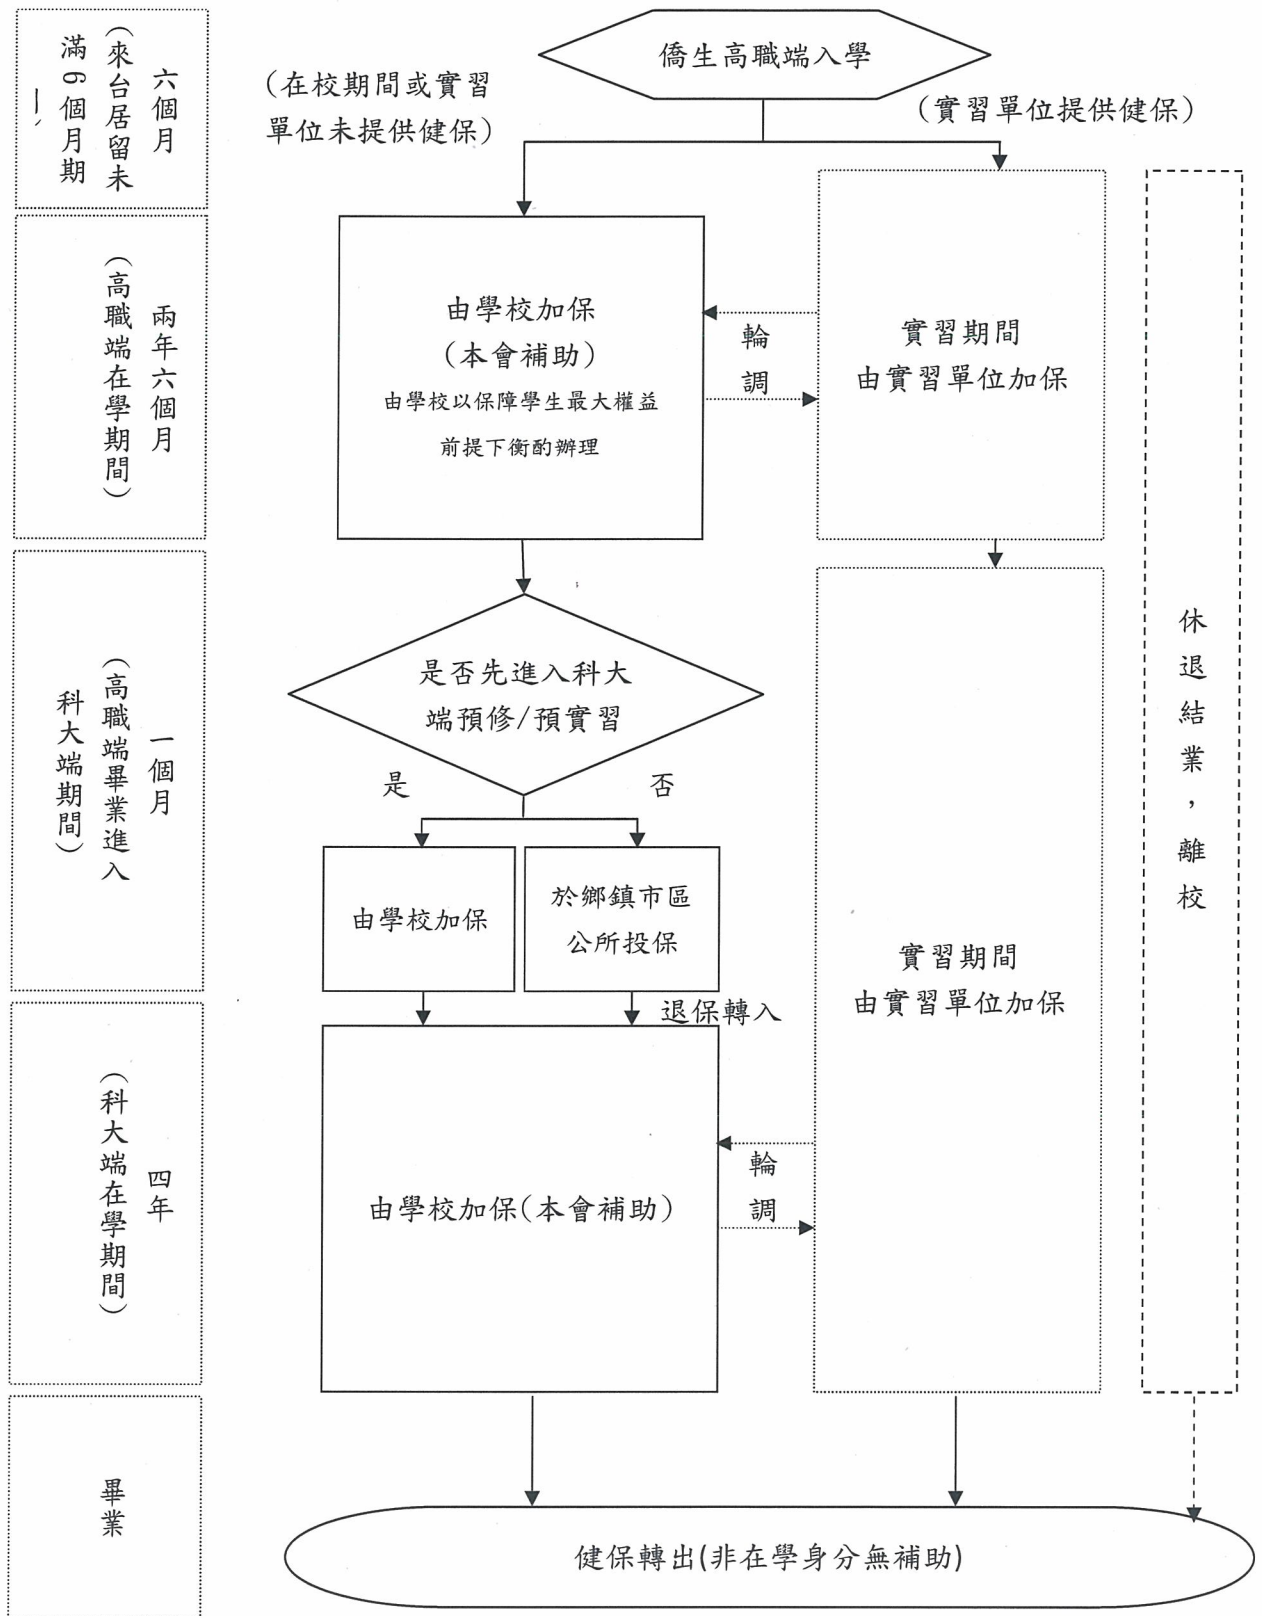 六個月
（來台居留未
滿6個月期
︑
僑生高職端入學
（在校期間或實習
單位未提供健保）
（實習單位提供健保）
兩年六個月
（高職端在學期間）
由學校加保
（本會補助）
由學校以保障學生最大權益
前提下衡酌辦理
輪
調
實習期間
由實習單位加保
一個月
（高職端畢業進入
科大端期間）
是否先進入科大
端預修/預實習
是
否
由學校加保
於鄉鎮市區
公所投保
退保轉入
實習期間
由實習單位加保
休退結業，離校
四年
（科大端在學期間）
由學校加保（本會補助）
輪
調
畢業
健保轉出(非在學身分無補助)